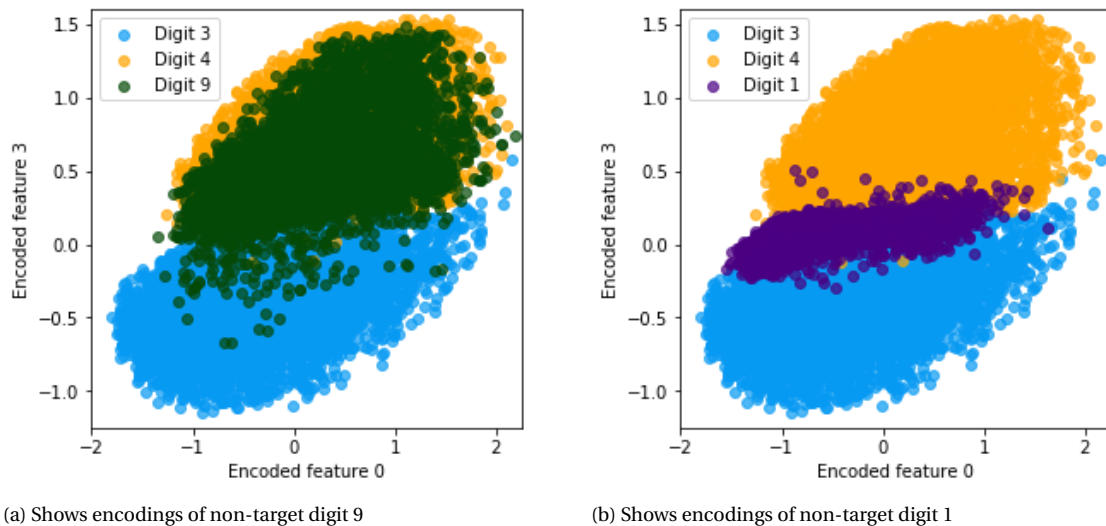 1.5
1.0
0.5
0.0
−0.5
−1.0
Encoded feature 3
Digit 3
Digit 4
Digit 9
−2
−1
0
1
2
Encoded feature 0
(a) Shows encodings of non-target digit 9
1.5
1.0
0.5
0.0
−0.5
−1.0
Encoded feature 3
Digit 3
Digit 4
Digit 1
−2
−1
0
1
2
Encoded feature 0
(b) Shows encodings of non-target digit 1